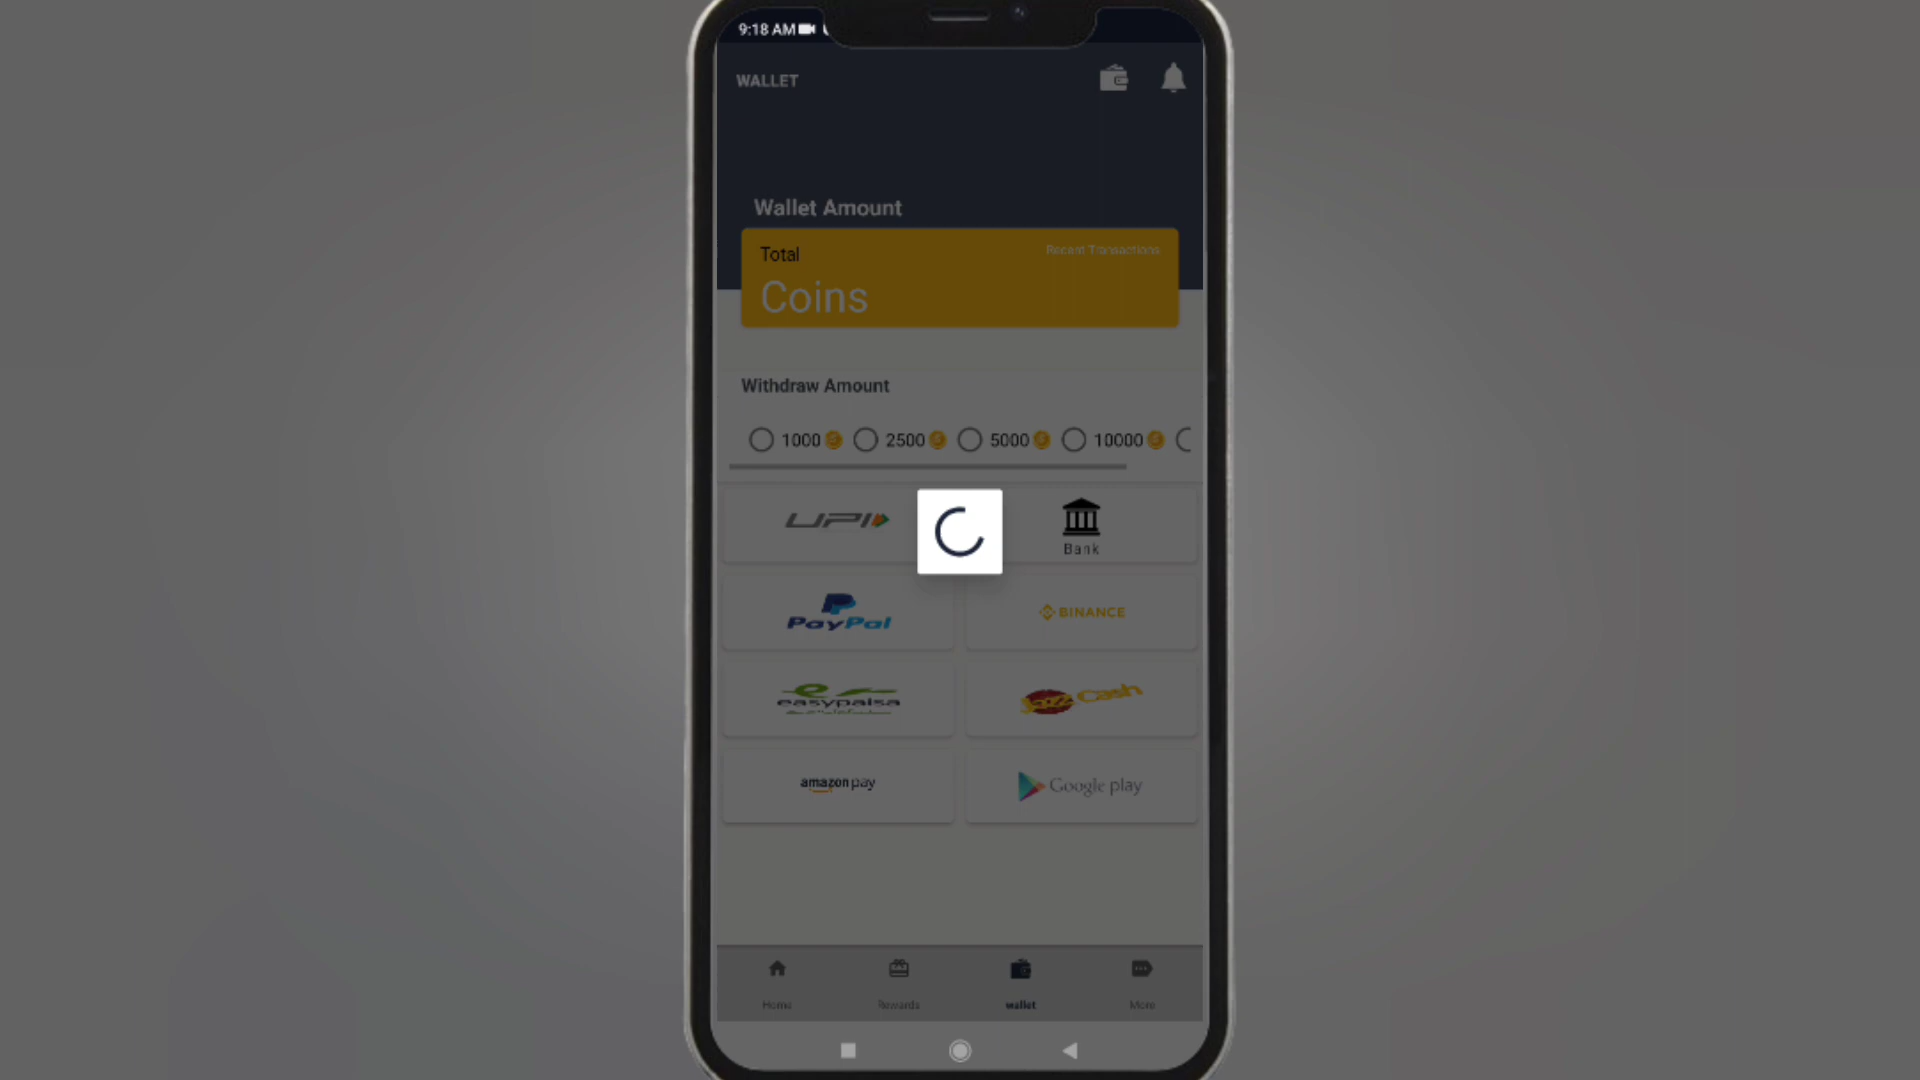 9:18 AM
WALLET
Wallet Amount
Total
Recent Transactions
Coins
Withdraw Amount
1000 2500 5000 10000
UPI
Bank
PayPal
BINANCE
easypaisa
JazzCash
amazon pay
Google play
Home Rewards wallet More